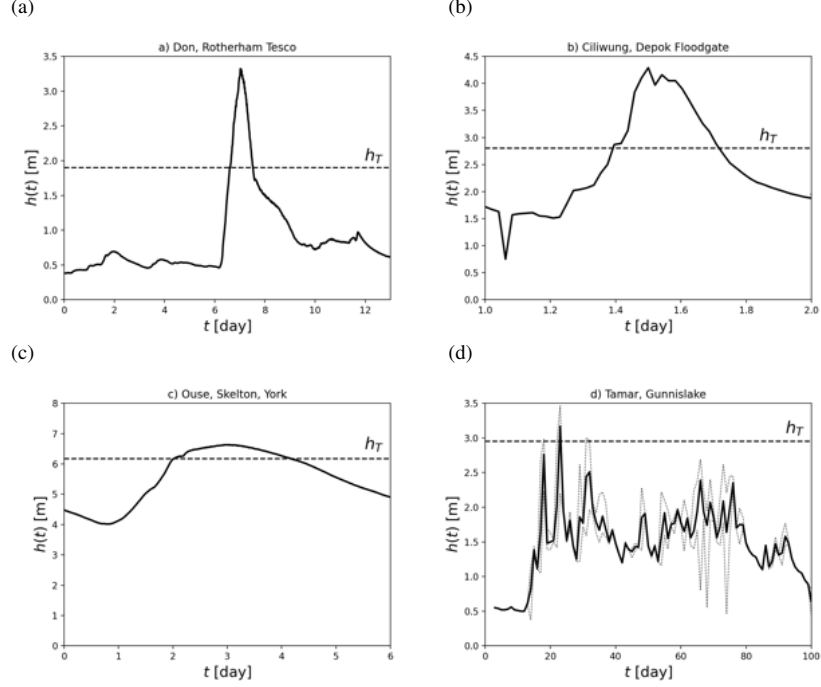 (a)
a) Don, Rotherham Tesco
3.5
3.0
2.5
2.0
1.5
1.0
0.5
0.0
h(t) [m]
h_T
0 2 4 6 8 10 12
t [day]
(b)
b) Ciliwung, Depok Floodgate
4.5
4.0
3.5
3.0
2.5
2.0
1.5
1.0
0.5
0.0
h(t) [m]
h_T
1.0 1.2 1.4 1.6 1.8 2.0
t [day]
(c)
c) Ouse, Skelton, York
8
7
6
5
4
3
2
1
0
h(t) [m]
h_T
0 1 2 3 4 5 6
t [day]
(d)
d) Tamar, Gunnislake
3.5
3.0
2.5
2.0
1.5
1.0
0.5
0.0
h(t) [m]
h_T
0 20 40 60 80 100
t [day]